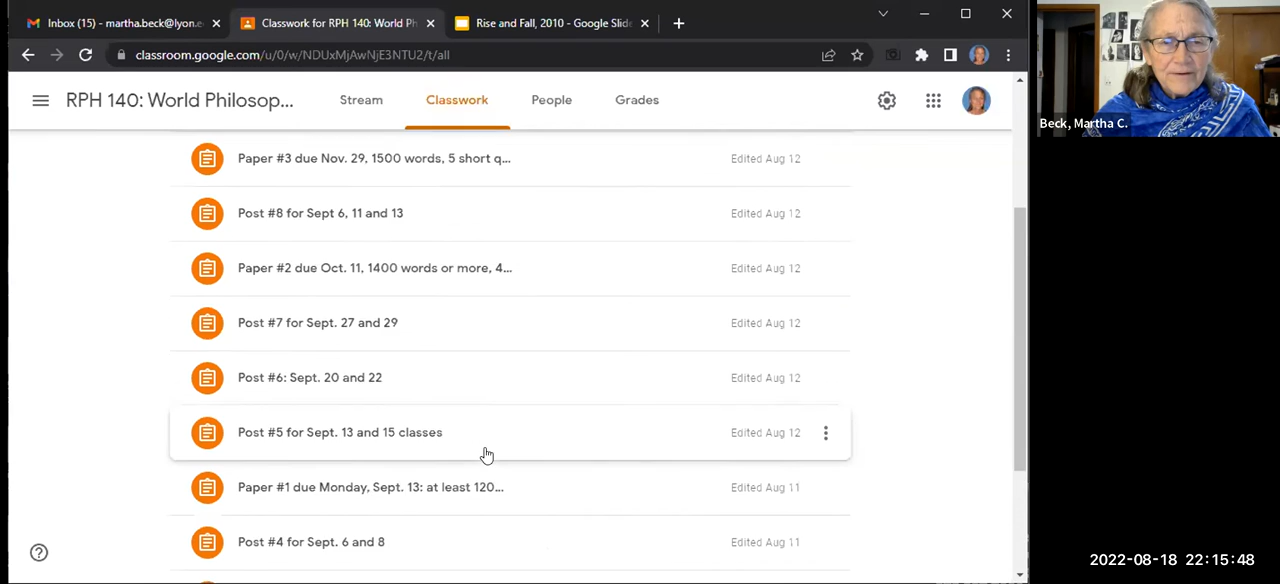 Inbox (15) - martha.beck@lyon.e
Classwork for RPH 140: World Ph
Rise and Fall, 2010 - Google Slide
classroom.google.com/u/0/w/NDUxMjAwNjE3NTU2/t/all
RPH 140: World Philosop...
Stream
Classwork
People
Grades
Paper #3 due Nov. 29, 1500 words, 5 short q...
Edited Aug 12
Post #8 for Sept 6, 11 and 13
Edited Aug 12
Paper #2 due Oct. 11, 1400 words or more, 4...
Edited Aug 12
Post #7 for Sept. 27 and 29
Edited Aug 12
Post #6: Sept. 20 and 22
Edited Aug 12
Post #5 for Sept. 13 and 15 classes
Edited Aug 12
Paper #1 due Monday, Sept. 13: at least 120...
Edited Aug 11
Post #4 for Sept. 6 and 8
Edited Aug 11
Beck, Martha C.
2022-08-18 22:15:48